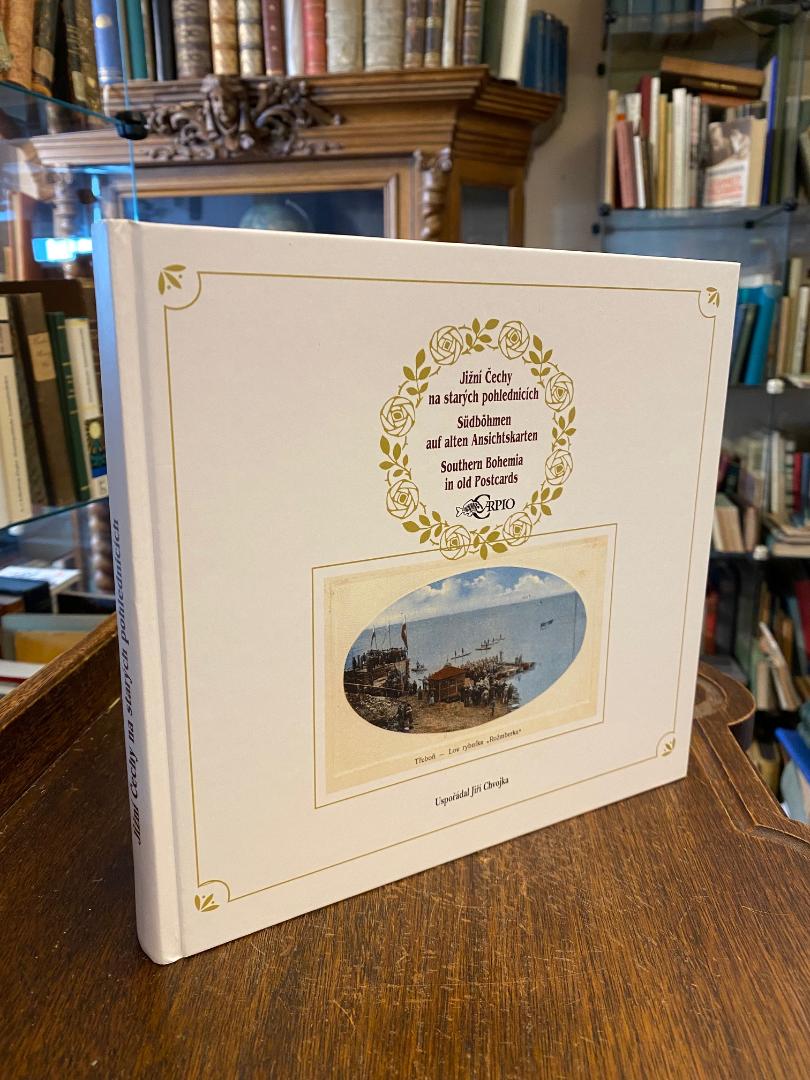 Jižní Čechy
na starých pohlednicích
Südböhmen
auf alten Ansichtskarten
Southern Bohemia
in old Postcards
CARPIO
Třeboň – Lov rybníka „Rožmberka"
Uspořádal Jiří Chvojka
Jižní Čechy na starých pohlednicích